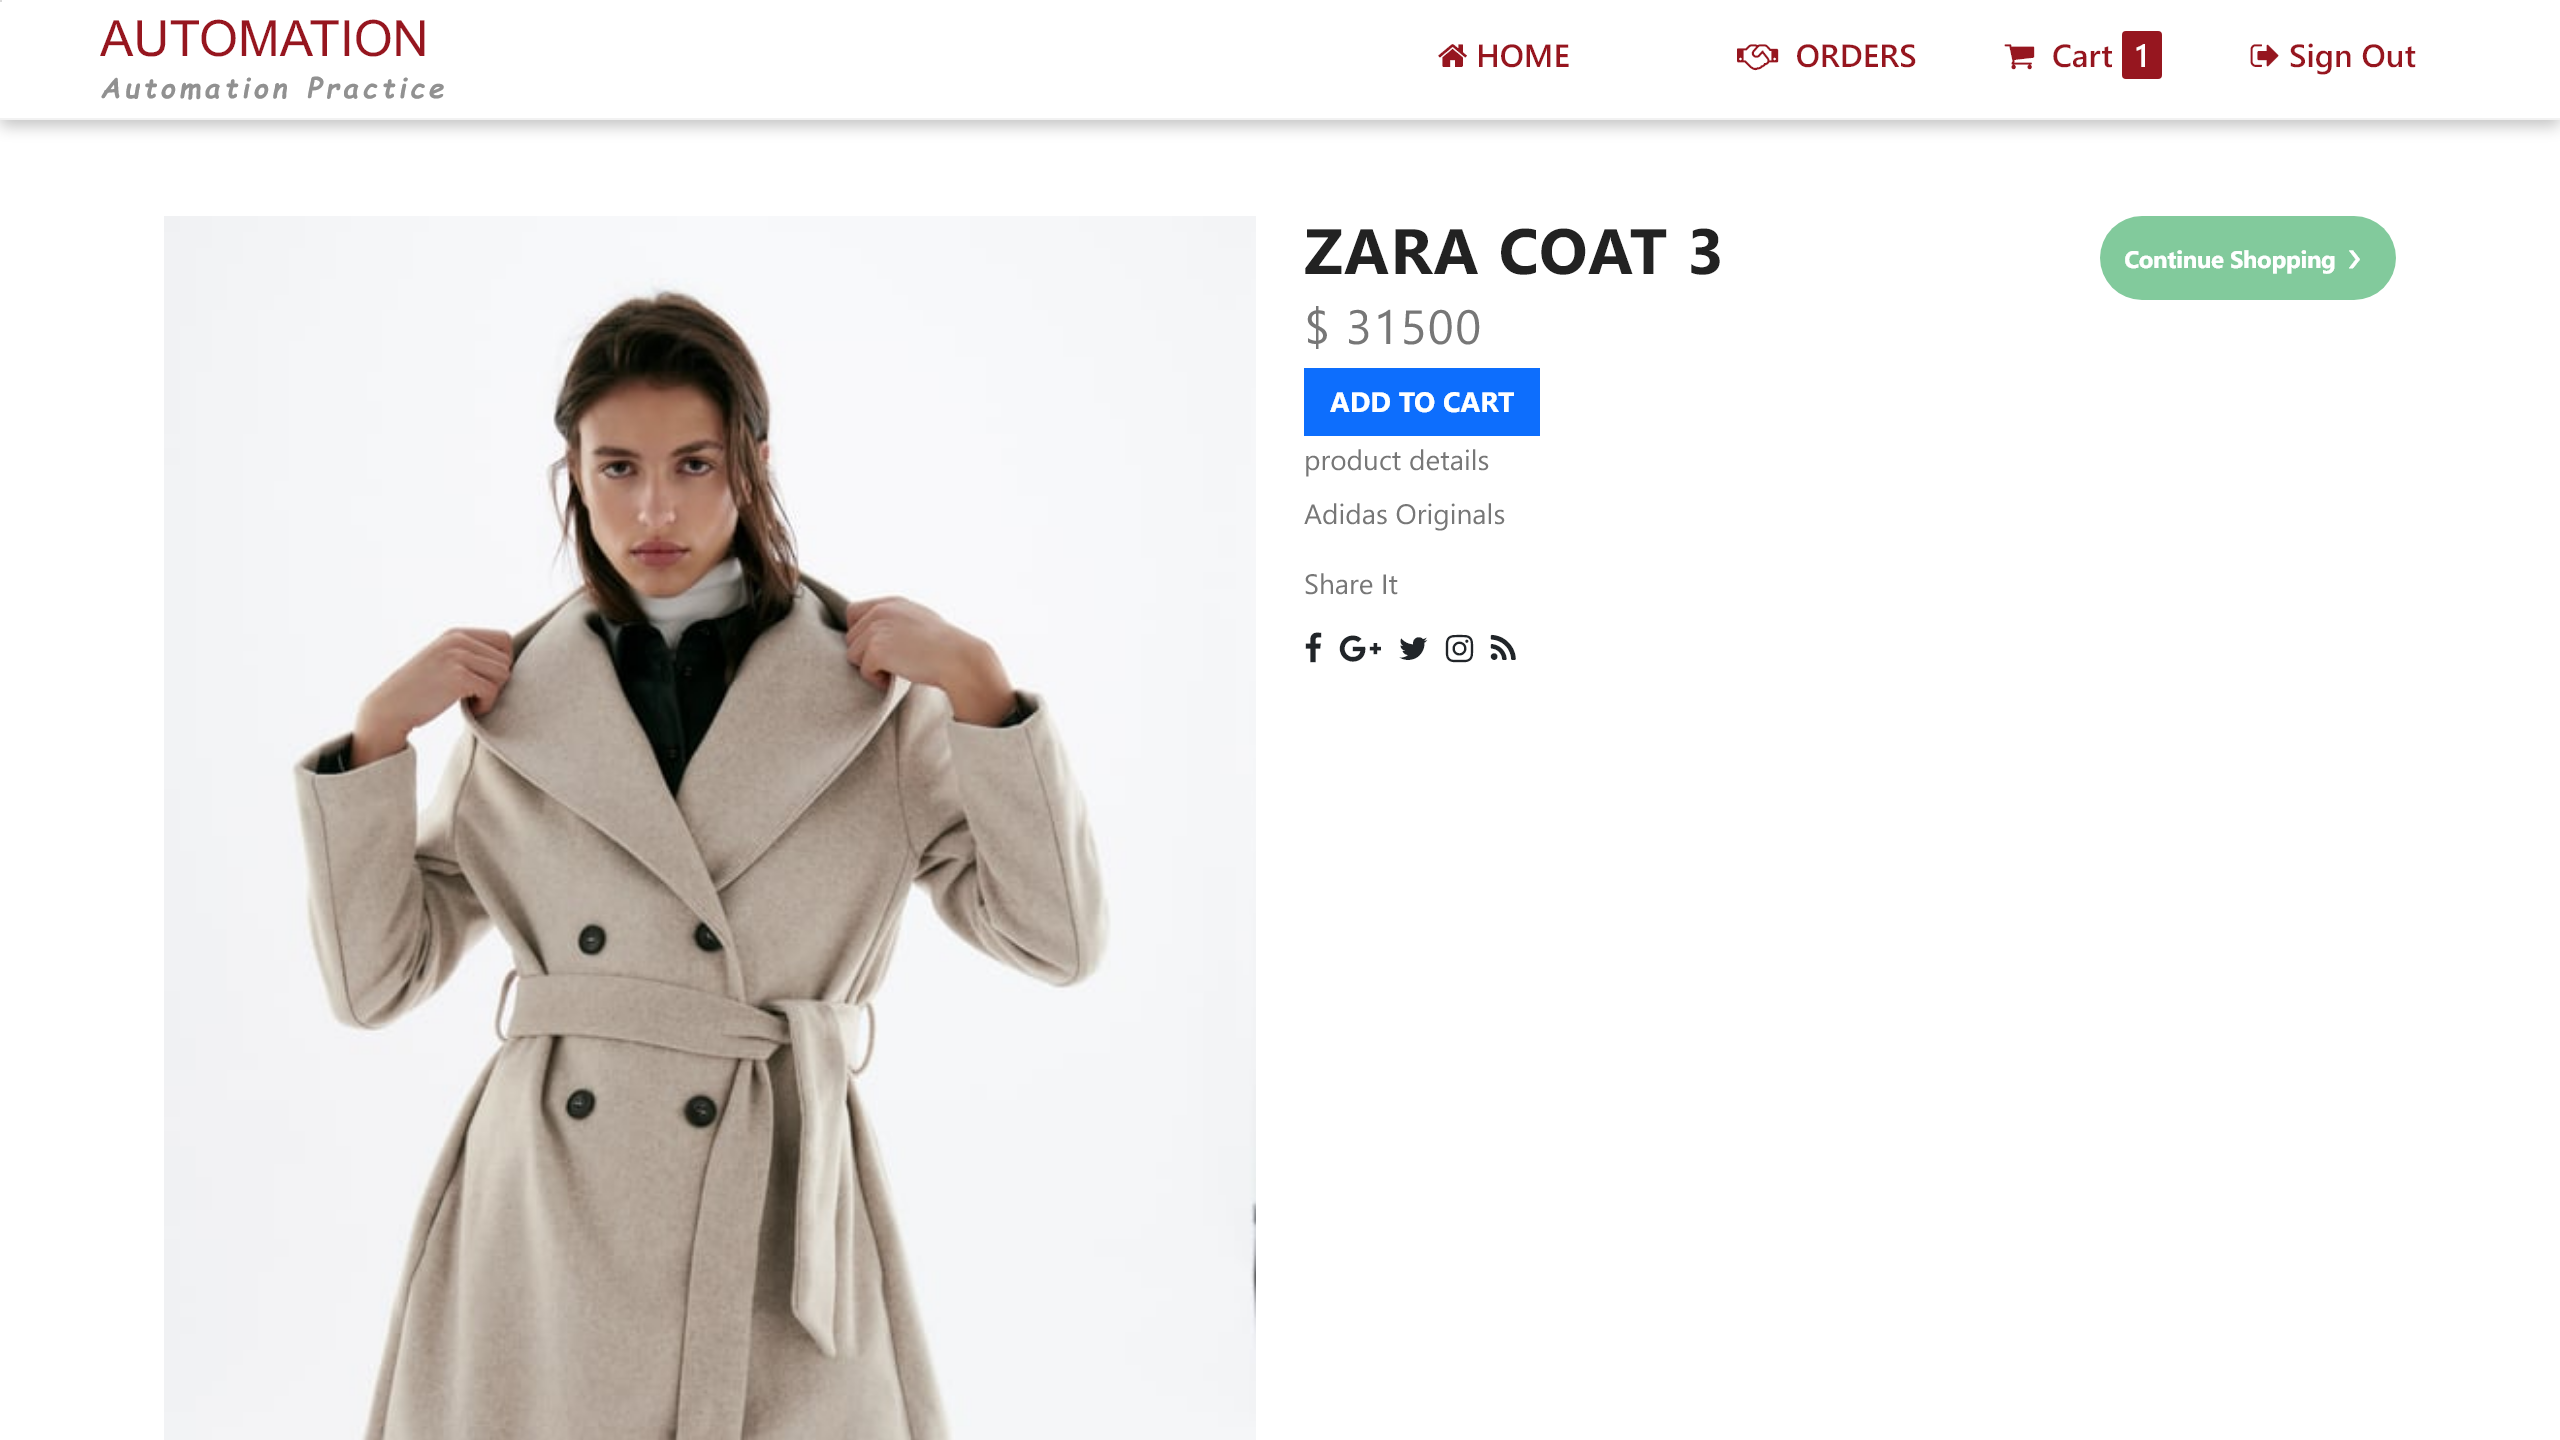 AUTOMATION
Automation Practice
HOME
ORDERS
Cart 1
Sign Out
ZARA COAT 3
Continue Shopping
$ 31500
ADD TO CART
product details
Adidas Originals
Share It